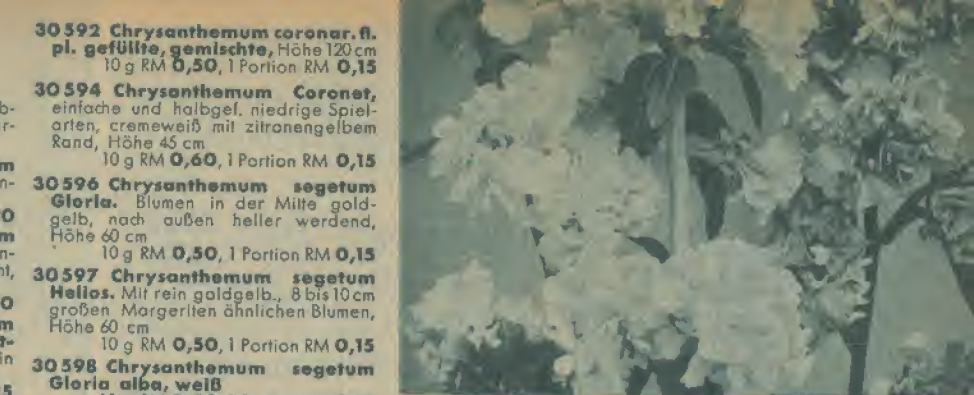 30592 Chrysanthemum coronar. fl.
pl. gefüllte, gemischte, Höhe 120 cm
10 g RM 0,50, 1 Portion RM 0,15
30594 Chrysanthemum Coronet,
einfache und halbgef. niedrige Spiel-
arten, cremeweiß mit zitronengelbem
Rand, Höhe 45 cm
10 g RM 0,60, 1 Portion RM 0,15
30596 Chrysanthemum segetum
Gloria. Blumen in der Mitte gold-
gelb, nach außen heller werdend,
Höhe 60 cm
10 g RM 0,50, 1 Portion RM 0,15
30597 Chrysanthemum segetum
Helios. Mit rein goldgelb., 8 bis 10 cm
großen Margeriten ähnlichen Blumen,
Höhe 60 cm
10 g RM 0,50, 1 Portion RM 0,15
30598 Chrysanthemum segetum
Gloria alba, weiß